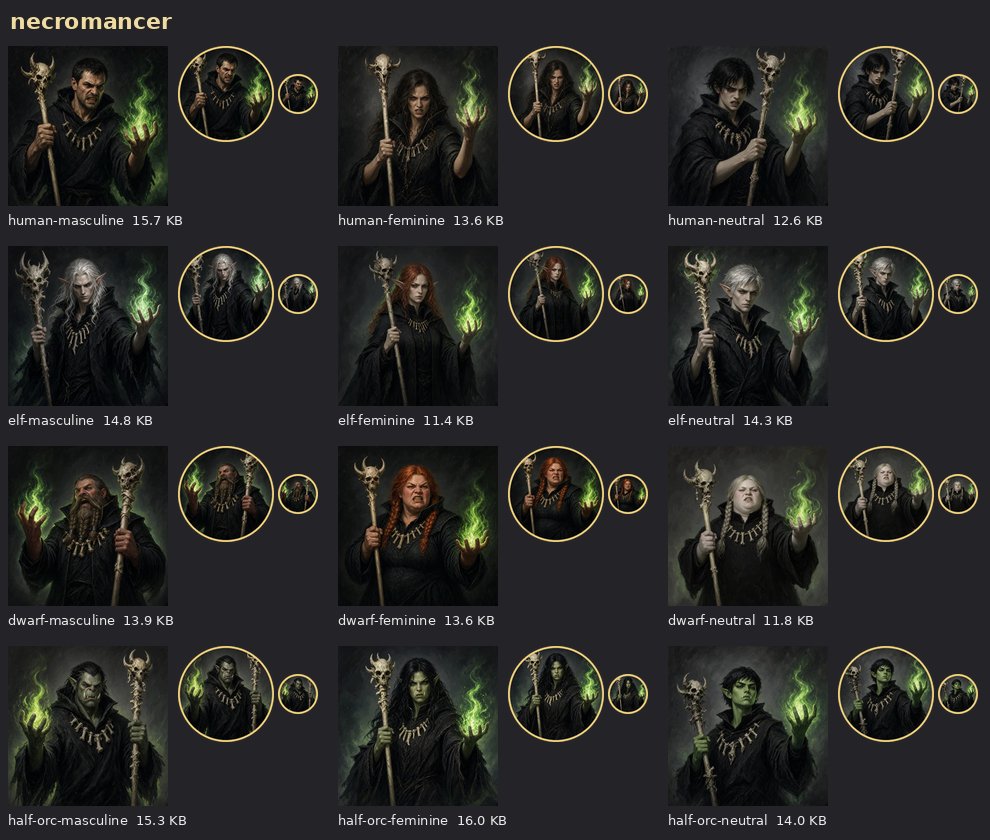 necromancer
human-masculine 15.7 KB
human-feminine 13.6 KB
human-neutral 12.6 KB
elf-masculine 14.8 KB
elf-feminine 11.4 KB
elf-neutral 14.3 KB
dwarf-masculine 13.9 KB
dwarf-feminine 13.6 KB
dwarf-neutral 11.8 KB
half-orc-masculine 15.3 KB
half-orc-feminine 16.0 KB
half-orc-neutral 14.0 KB